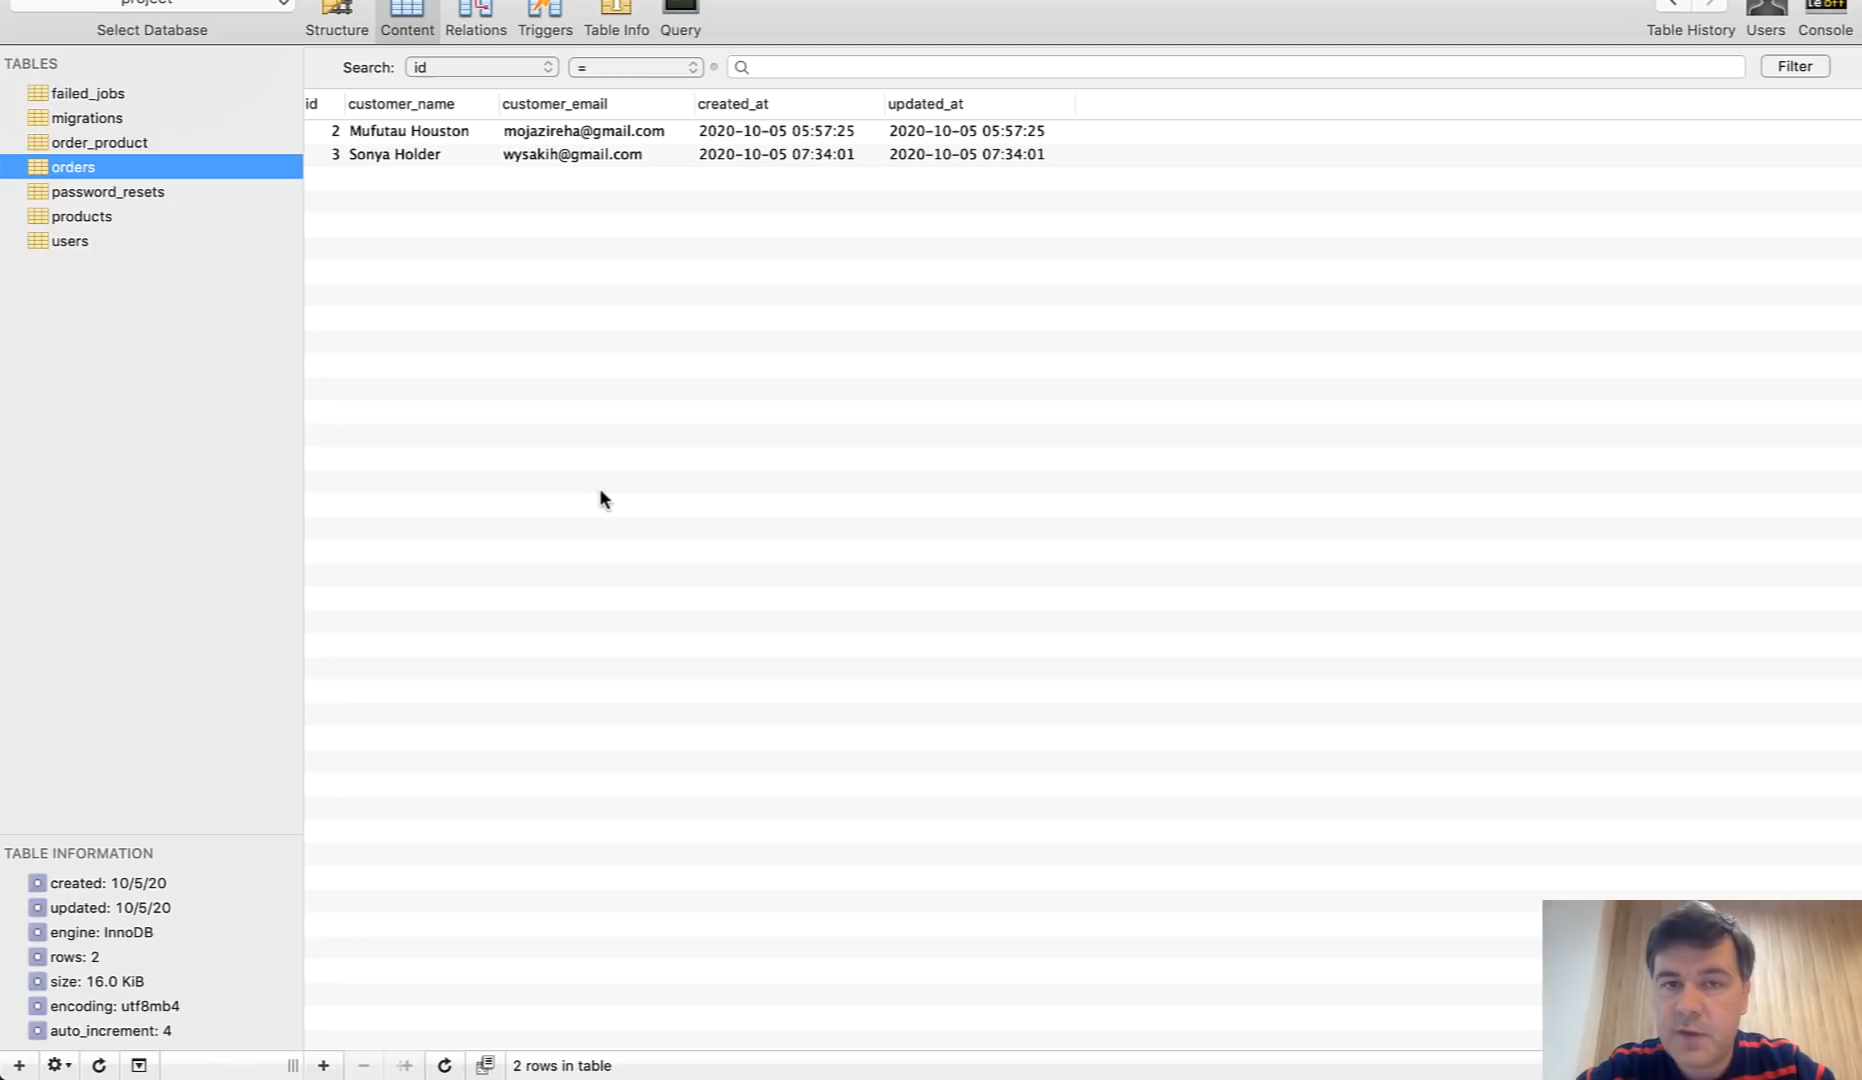 project
Select Database
Structure
Content
Relations
Triggers
Table Info
Query
Table History
Users
Console
TABLES
failed_jobs
migrations
order_product
orders
password_resets
products
users
Search: id =
Filter
id customer_name customer_email created_at updated_at
2 Mufutau Houston mojazireha@gmail.com 2020-10-05 05:57:25 2020-10-05 05:57:25
3 Sonya Holder wysakih@gmail.com 2020-10-05 07:34:01 2020-10-05 07:34:01
TABLE INFORMATION
created: 10/5/20
updated: 10/5/20
engine: InnoDB
rows: 2
size: 16.0 KiB
encoding: utf8mb4
auto_increment: 4
2 rows in table